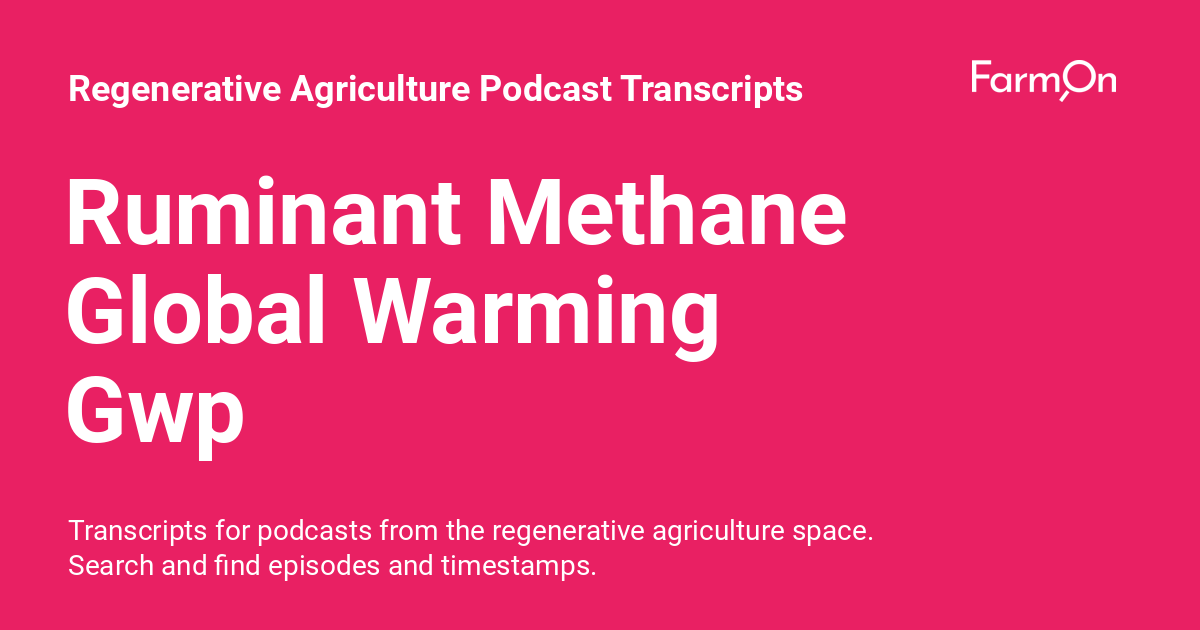 Regenerative Agriculture Podcast Transcripts
FarmOn
Ruminant Methane
Global Warming
Gwp
Transcripts for podcasts from the regenerative agriculture space.
Search and find episodes and timestamps.